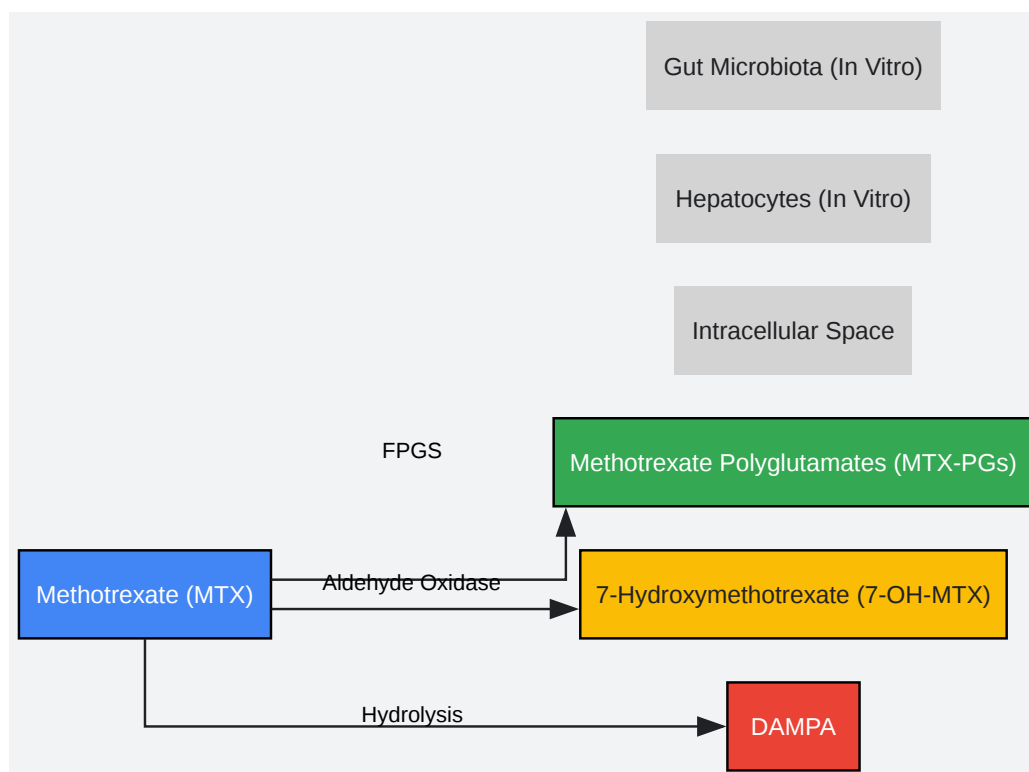 Gut Microbiota (In Vitro)
Hepatocytes (In Vitro)
Intracellular Space
FPGS
Methotrexate Polyglutamates (MTX-PGs)
Aldehyde Oxidase
Methotrexate (MTX)
7-Hydroxymethotrexate (7-OH-MTX)
Hydrolysis
DAMPA